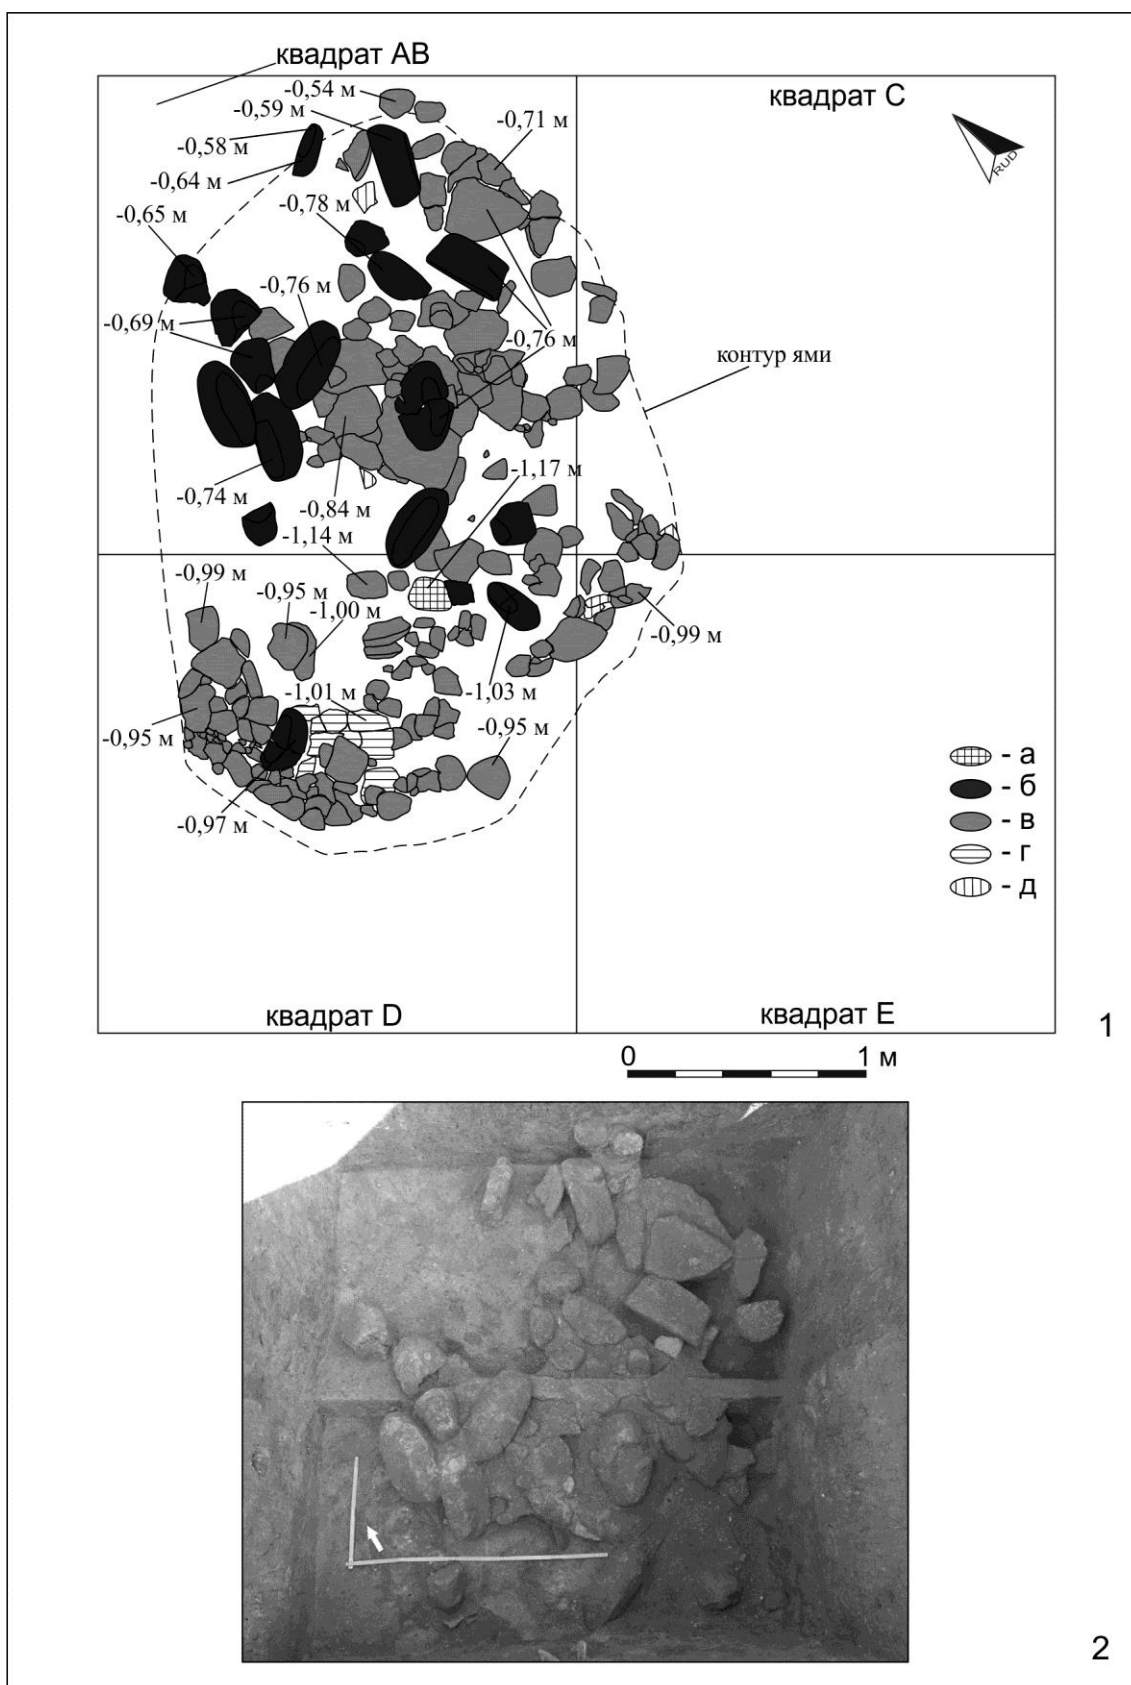 квадрат АВ
квадрат С
-0,54 м
-0,59 м
-0,71 м
-0,58 м
-0,64 м
RUD
-0,78 м
-0,65 м
-0,76 м
-0,69 м
-0,76 м
контур ями
-1,17 м
-0,74 м
-0,84 м
-1,14 м
-0,99 м
-0,95 м
-1,00 м
-0,99 м
-1,03 м
-1,01 м
-0,95 м
-0,95 м
-0,97 м
- а
- б
- в
- г
- д
квадрат D
квадрат Е
1
0 1 м
2